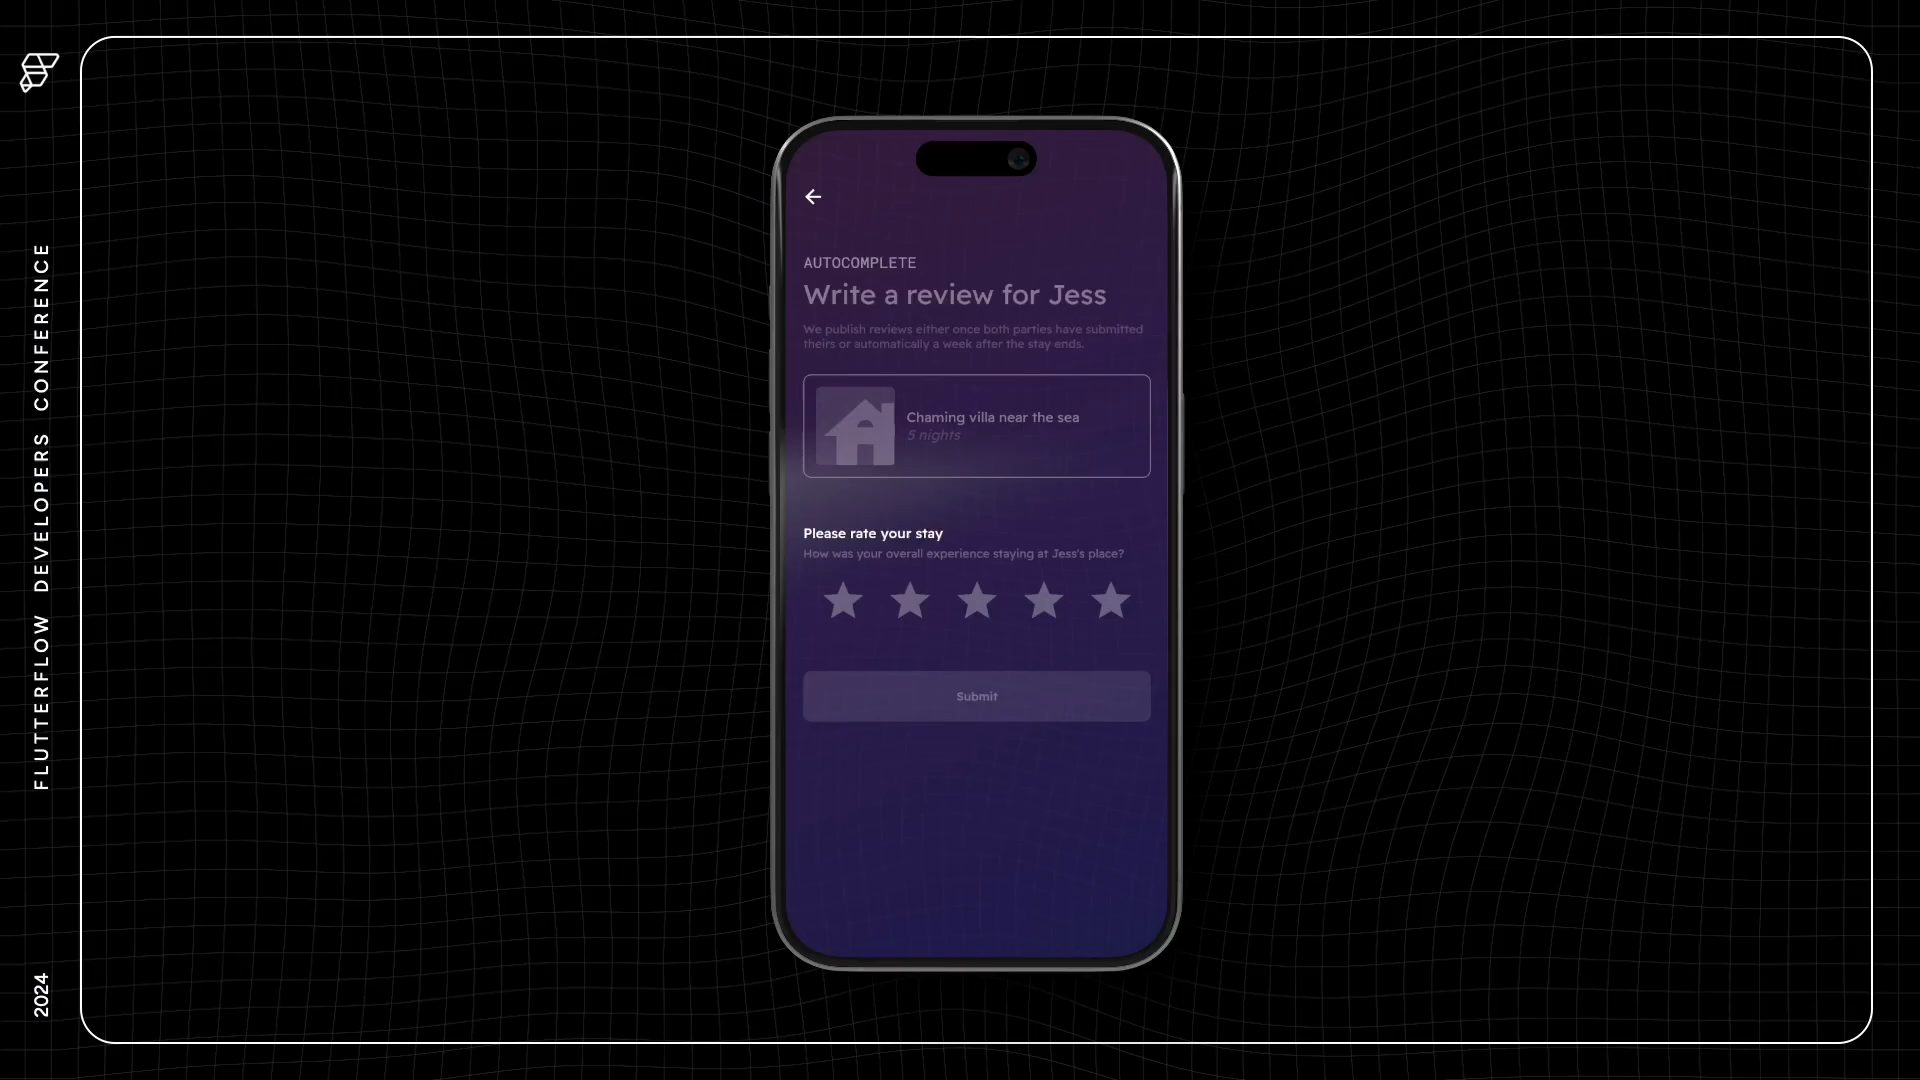 FLUTTERFLOW DEVELOPERS CONFERENCE
2024
AUTOCOMPLETE
Write a review for Jess
We publish reviews either once both parties have submitted
theirs or automatically a week after the stay ends.
Chaming villa near the sea
5 nights
Please rate your stay
How was your overall experience staying at Jess's place?
Submit